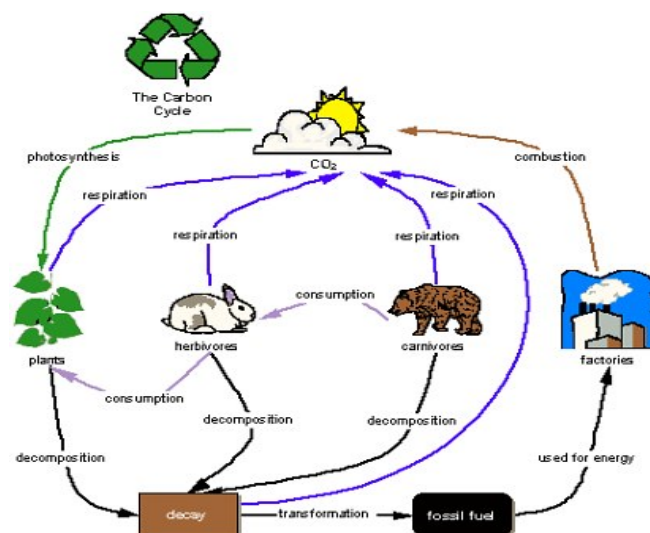 The Carbon
Cycle
photosynthesis
CO₂
combustion
respiration
respiration
respiration
respiration
consumption
plants
herbivores
carnivores
factories
consumption
decomposition
decomposition
decomposition
used for energy
decay
transformation
fossil fuel